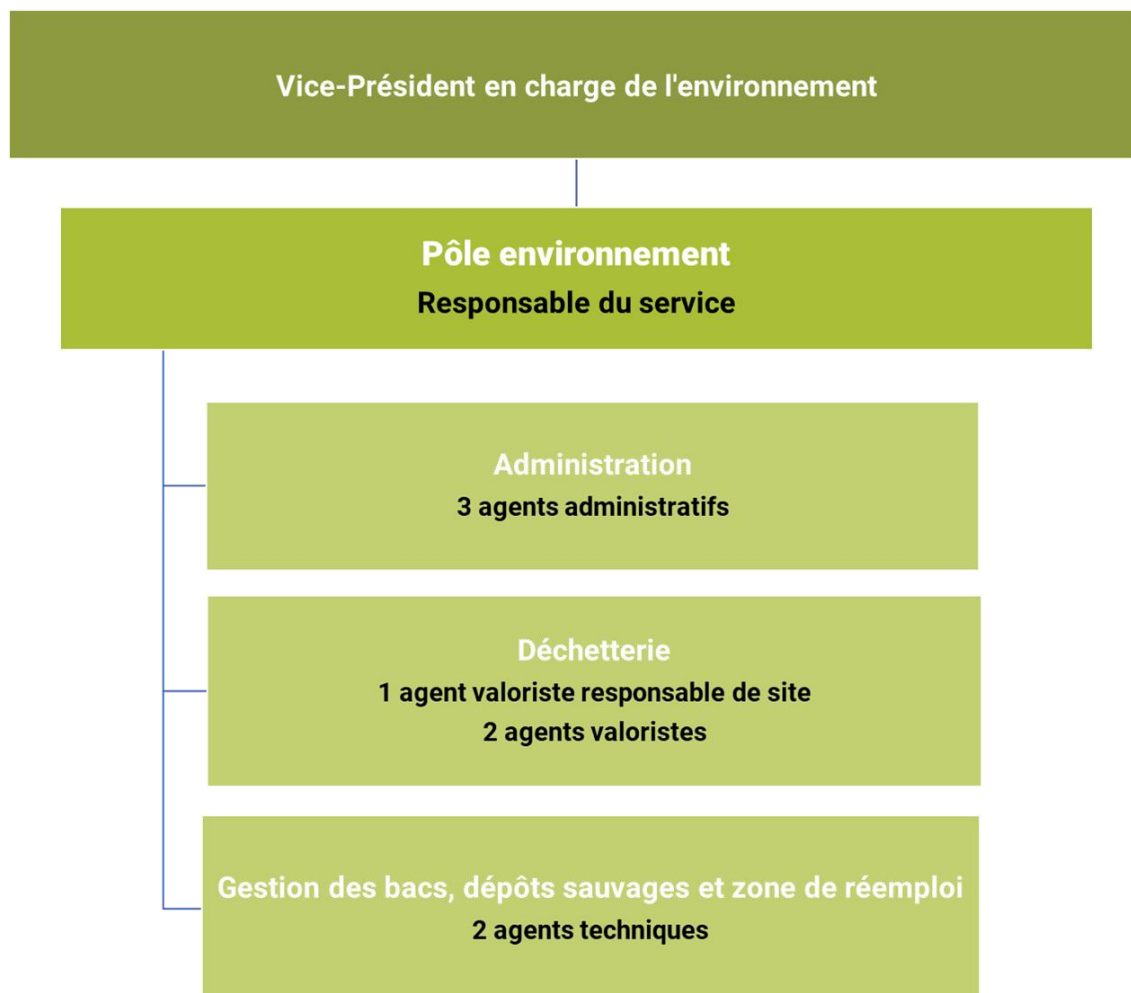 Vice-Président en charge de l'environnement
Pôle environnement
Responsable du service
Administration
3 agents administratifs
Déchetterie
1 agent valoriste responsable de site
2 agents valoristes
Gestion des bacs, dépôts sauvages et zone de réemploi
2 agents techniques